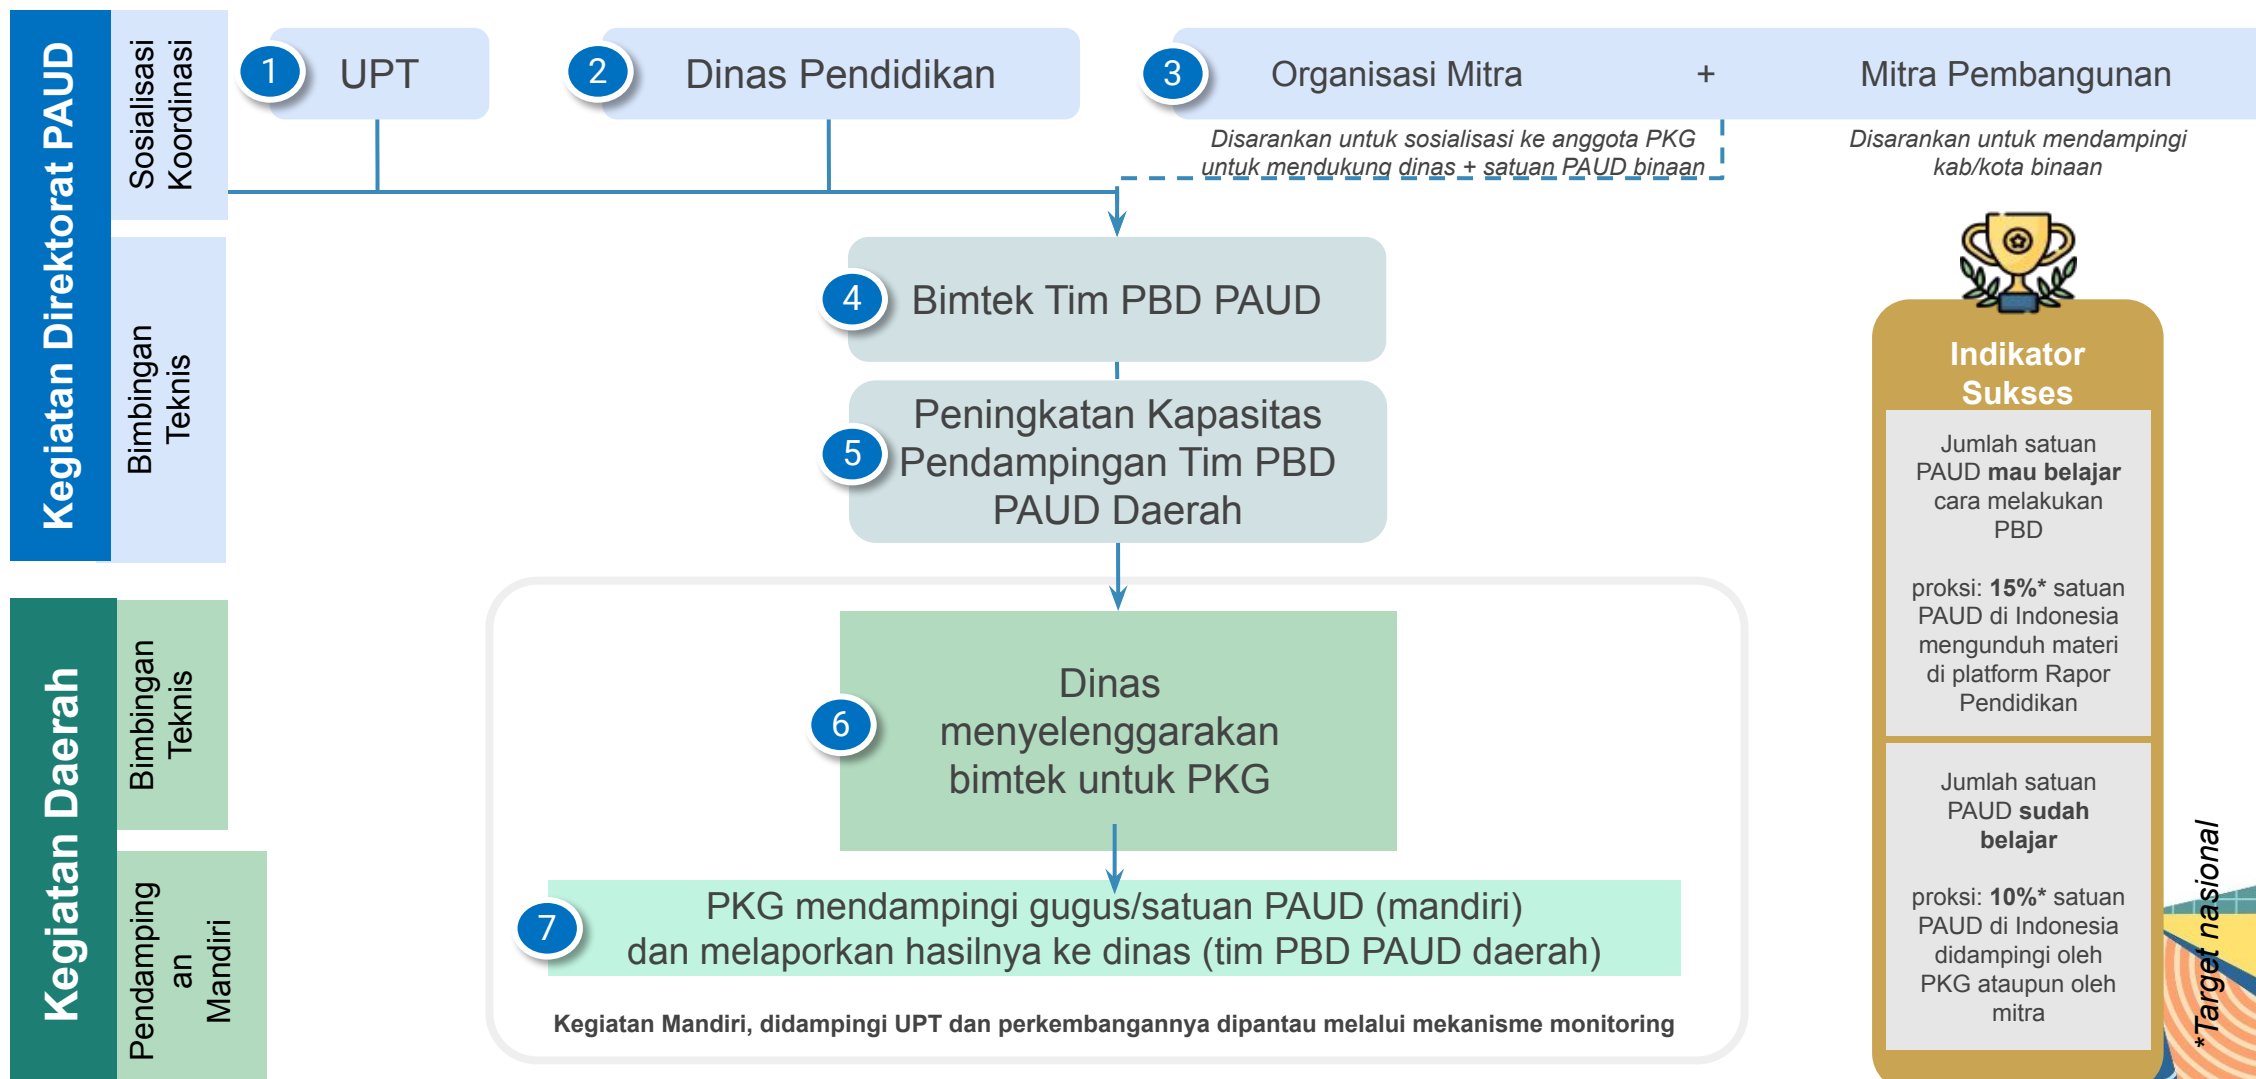 Kegiatan Direktorat PAUD
Sosialisasi
Koordinasi
1
UPT
2
Dinas Pendidikan
3
Organisasi Mitra
+
Mitra Pembangunan
Disarankan untuk sosialisasi ke anggota PKG
untuk mendukung dinas + satuan PAUD binaan
Disarankan untuk mendampingi
kab/kota binaan
Bimbingan
Teknis
4
Bimtek Tim PBD PAUD
5
Peningkatan Kapasitas
Pendampingan Tim PBD
PAUD Daerah
Kegiatan Daerah
Bimbingan
Teknis
6
Dinas
menyelenggarakan
bimtek untuk PKG
Pendamping
an
Mandiri
7
PKG mendampingi gugus/satuan PAUD (mandiri)
dan melaporkan hasilnya ke dinas (tim PBD PAUD daerah)
Kegiatan Mandiri, didampingi UPT dan perkembangannya dipantau melalui mekanisme monitoring
Indikator
Sukses
Jumlah satuan
PAUD mau belajar
cara melakukan
PBD
proksi: 15%* satuan
PAUD di Indonesia
mengunduh materi
di platform Rapor
Pendidikan
Jumlah satuan
PAUD sudah
belajar
proksi: 10%* satuan
PAUD di Indonesia
didampingi oleh
PKG ataupun oleh
mitra
*Target nasional